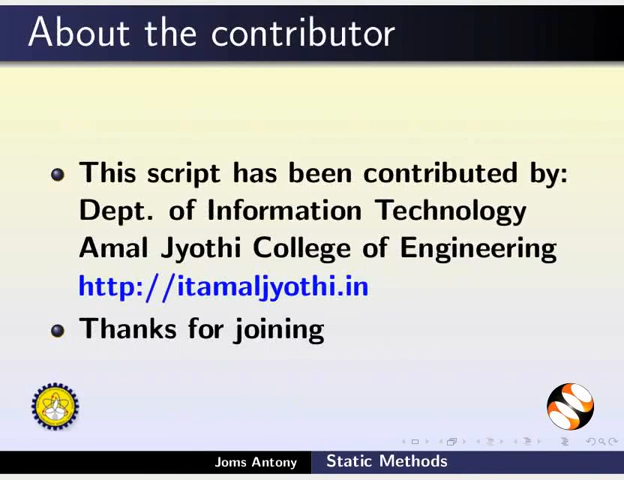 About the contributor
This script has been contributed by:
Dept. of Information Technology
Amal Jyothi College of Engineering
http://itamaljyothi.in
Thanks for joining
Joms Antony Static Methods